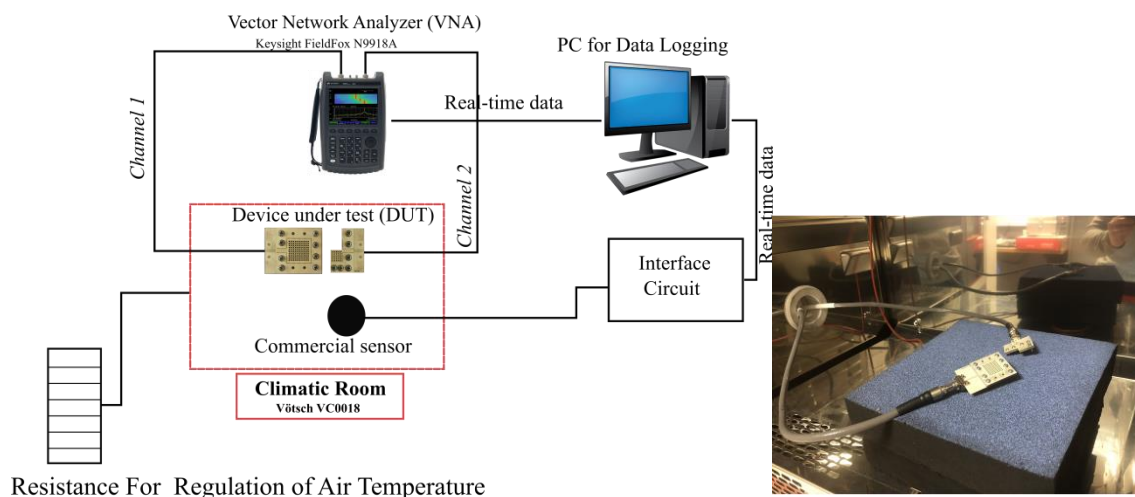 Vector Network Analyzer (VNA)
Keysight FieldFox N9918A
PC for Data Logging
Real-time data
Channel 1
Channel 2
Real-time data
Device under test (DUT)
Interface
Circuit
Commercial sensor
Climatic Room
Vötsch VC0018
Resistance For Regulation of Air Temperature